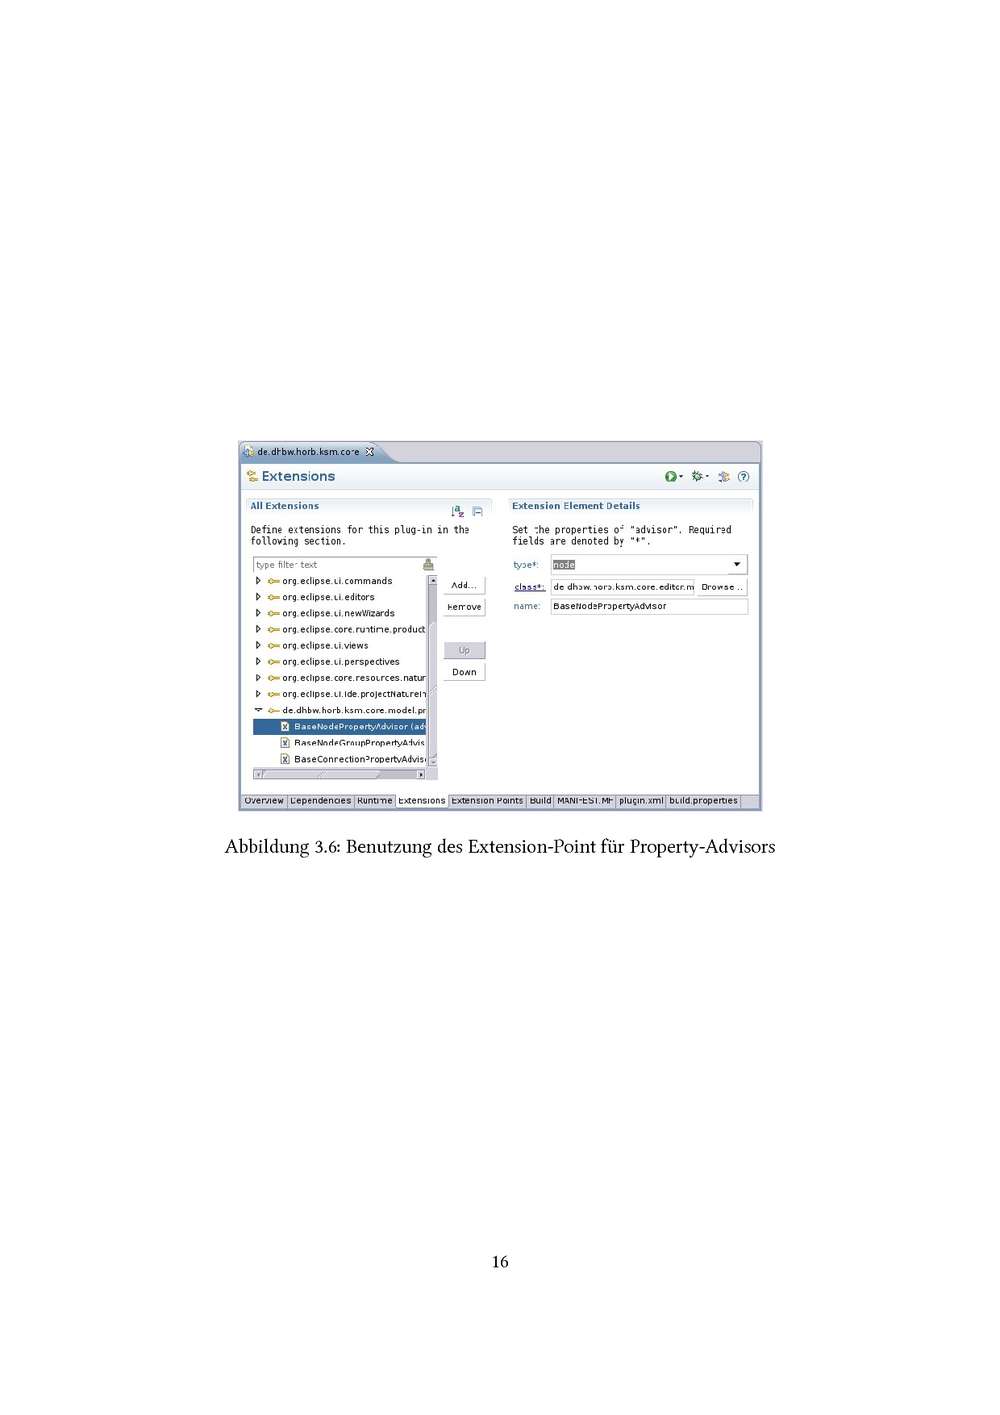 de.dhbw.horb.ksm.core
Extensions
All Extensions
Define extensions for this plug-in in the
following section.
type filter text
org.eclipse.ui.commands
org.eclipse.ui.editors
org.eclipse.ui.newWizards
org.eclipse.core.runtime.product
org.eclipse.ui.views
org.eclipse.ui.perspectives
org.eclipse.core.resources.natur
org.eclipse.ui.ide.projectNatureIm
de.dhbw.horb.ksm.core.model.pr
BaseNodePropertyAdvisor (adv
BaseNodeGroupPropertyAdvis
BaseConnectionPropertyAdviso
Add...
Remove
Up
Down
Extension Element Details
Set the properties of "advisor". Required
fields are denoted by "*".
type*: node
class*: de.dhbw.horb.ksm.core.editor.m Browse...
name: BaseNodePropertyAdvisor
Overview Dependencies Runtime Extensions Extension Points Build MANIFEST.MF plugin.xml build.properties
Abbildung 3.6: Benutzung des Extension-Point für Property-Advisors
16